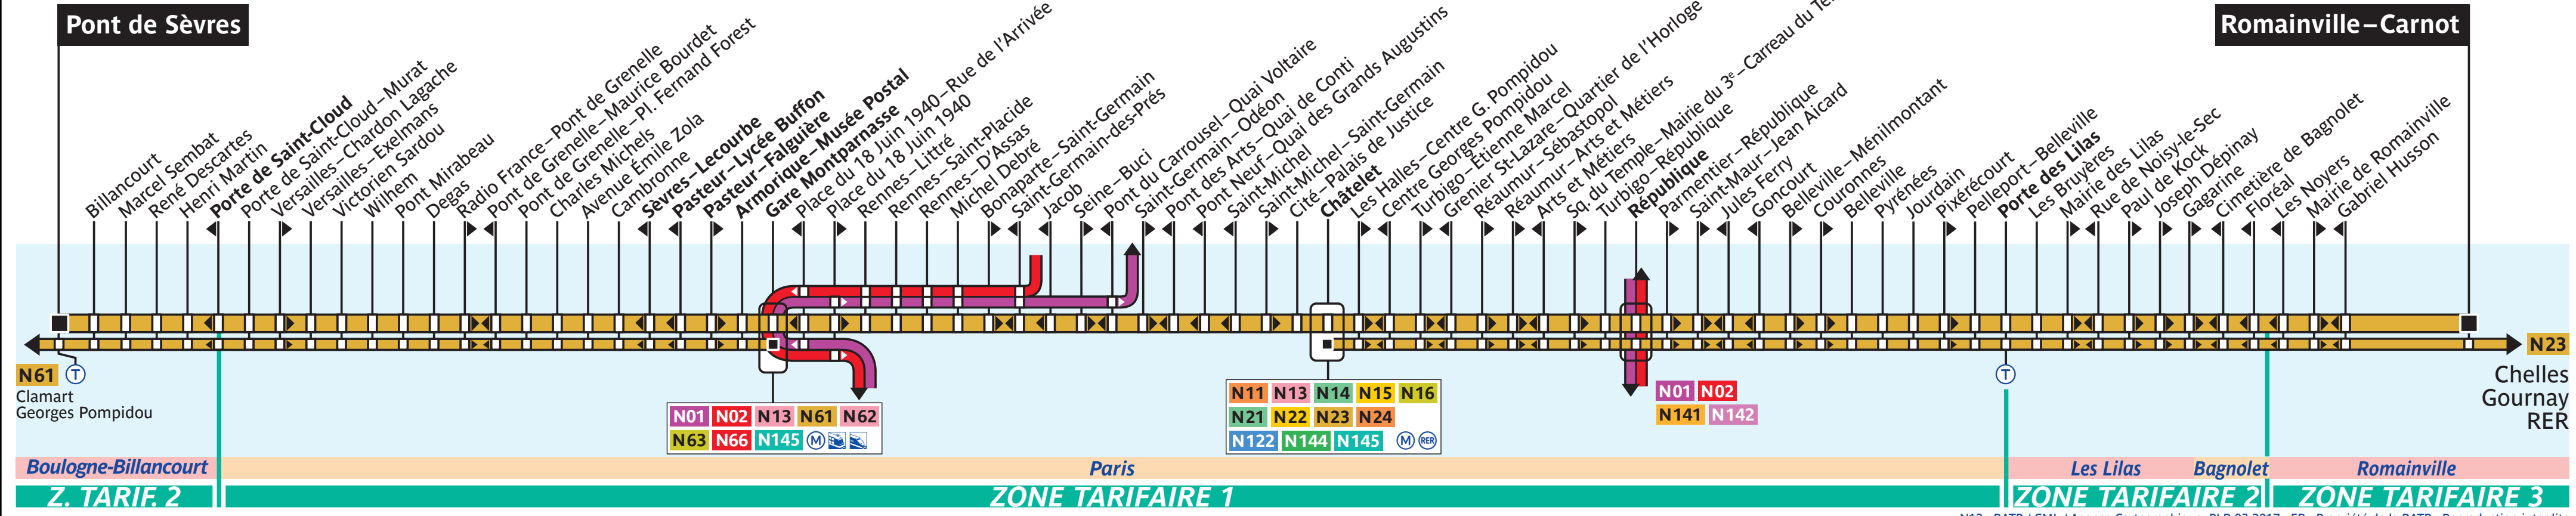 Pont de Sèvres
Romainville–Carnot
Billancourt
Marcel Sembat
René Descartes
Henri Martin
Porte de Saint-Cloud
Porte de Saint-Cloud–Murat
Versailles–Chardon Lagache
Versailles–Exelmans
Victorien Sardou
Wilhem
Pont Mirabeau
Degas
Radio France–Pont de Grenelle
Pont de Grenelle–Maurice Bourdet
Pont de Grenelle–Pl. Fernand Forest
Charles Michels
Avenue Émile Zola
Cambronne
Sèvres–Lecourbe
Pasteur–Lycée Buffon
Pasteur–Falguière
Armorique–Musée Postal
Gare Montparnasse
Place du 18 Juin 1940–Rue de l'Arrivée
Place du 18 Juin 1940
Rennes–Littré
Rennes–Saint-Placide
Rennes–D'Assas
Michel Debré
Bonaparte–Saint-Germain
Saint-Germain-des-Prés
Jacob
Seine–Buci
Pont du Carrousel–Quai Voltaire
Saint-Germain–Odéon
Pont des Arts–Quai de Conti
Pont Neuf–Quai des Grands Augustins
Saint-Michel
Saint-Michel–Saint-Germain
Cité–Palais de Justice
Châtelet
Les Halles–Centre G. Pompidou
Centre Georges Pompidou
Turbigo–Etienne Marcel
Grenier St-Lazare–Quartier de l'Horloge
Réaumur–Sébastopol
Réaumur–Arts et Métiers
Arts et Métiers
Sq. du Temple–Mairie du 3e–Carreau du
Turbigo–République
République
Parmentier–République
Saint-Maur–Jean Aicard
Jules Ferry
Goncourt
Belleville–Ménilmontant
Couronnes
Belleville
Pyrénées
Jourdain
Pixérécourt
Pelleport–Belleville
Porte des Lilas
Les Bruyères
Mairie des Lilas
Rue de Noisy-le-Sec
Paul de Kock
Joseph Dépinay
Gagarine
Cimetière de Bagnolet
Floréal
Les Noyers
Mairie de Romainville
Gabriel Husson
N61 T
Clamart
Georges Pompidou
N01 N02 N13 N61 N62
N63 N66 N145 M
N11 N13 N14 N15 N16
N21 N22 N23 N24
N122 N144 N145 M RER
N01 N02
N141 N142
T
N23
Chelles
Gournay
RER
Boulogne-Billancourt
Paris
Les Lilas
Bagnolet
Romainville
Z. TARIF. 2
ZONE TARIFAIRE 1
ZONE TARIFAIRE 2
ZONE TARIFAIRE 3